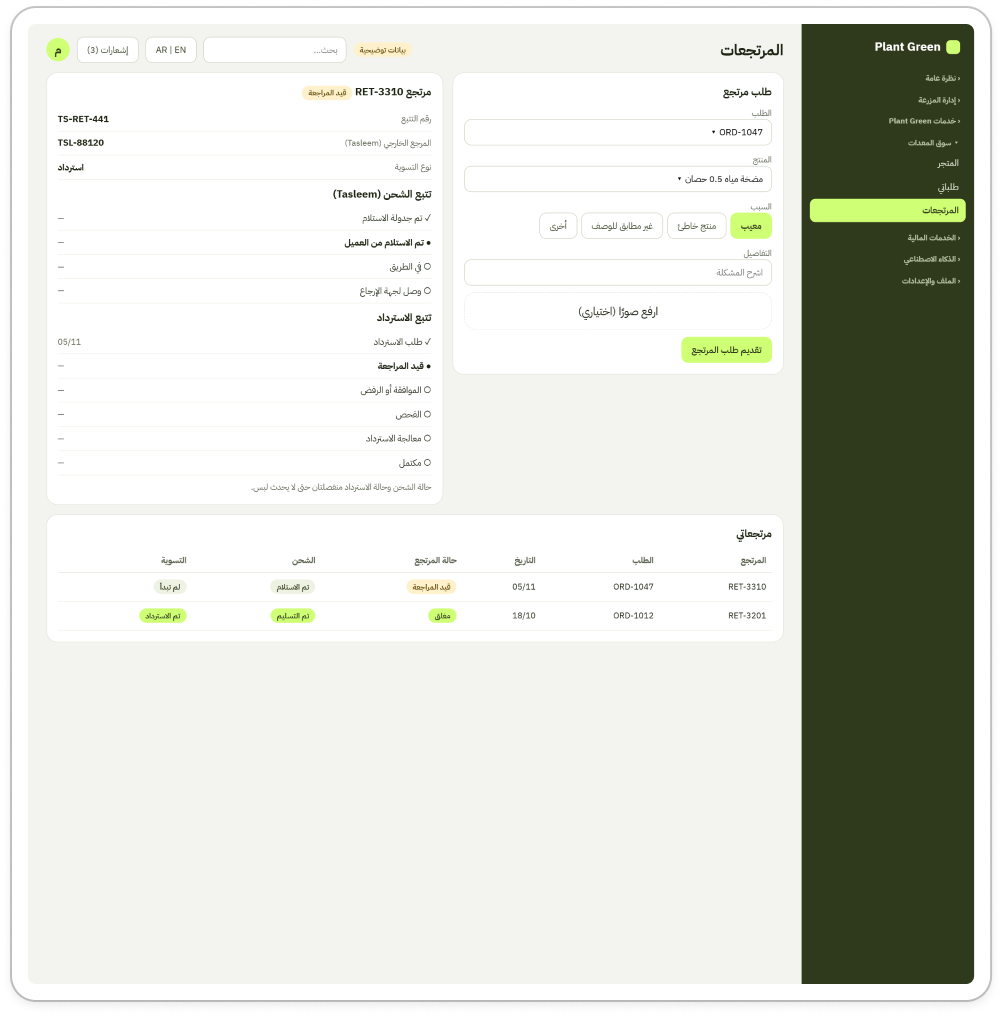 Plant Green
‹ نظرة عامة
‹ إدارة المزرعة
‹ خدمات Plant Green
▾ سوق المعدات
المتجر
طلباتي
المرتجعات
‹ الخدمات المالية
‹ الذكاء الاصطناعي
‹ الملف والإعدادات
المرتجعات
بيانات توضيحية
بحث...
AR | EN
إشعارات (3)
م
طلب مرتجع
الطلب
ORD-1047 ▾
المنتج
مضخة مياه 0.5 حصان ▾
السبب
معيب
منتج خاطئ
غير مطابق للوصف
أخرى
التفاصيل
اشرح المشكلة
ارفع صورًا (اختياري)
تقديم طلب المرتجع
مرتجع RET-3310 قيد المراجعة
رقم التتبع TS-RET-441
المرجع الخارجي (Tasleem) TSL-88120
نوع التسوية استرداد
تتبع الشحن (Tasleem)
✓ تم جدولة الاستلام —
● تم الاستلام من العميل —
○ في الطريق —
○ وصل لجهة الإرجاع —
تتبع الاسترداد
✓ طلب الاسترداد 05/11
● قيد المراجعة —
○ الموافقة أو الرفض —
○ الفحص —
○ معالجة الاسترداد —
○ مكتمل —
حالة الشحن وحالة الاسترداد منفصلتان حتى لا يحدث لبس.
مرتجعاتي
المرتجع الطلب التاريخ حالة المرتجع الشحن التسوية
RET-3310 ORD-1047 05/11 قيد المراجعة تم الاستلام لم تبدأ
RET-3201 ORD-1012 18/10 مغلق تم التسليم تم الاسترداد